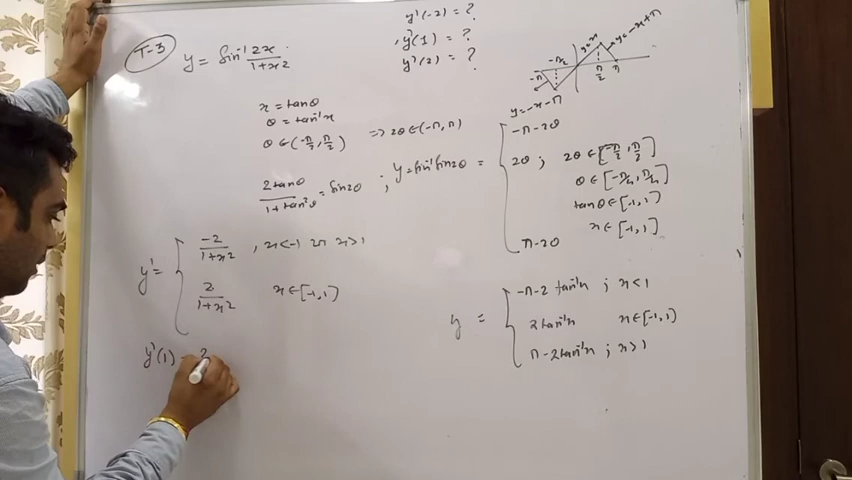 T-3
y = sin⁻¹ 2x / 1+x2
y'(-2) = ?
, y'(1) = ?
y'(2) = ?
y=x
y=-x+π
-π/2
-π
π/2
π
y=-x-π
x = tanθ
θ = tan⁻¹x
θ ∈ (-π/2, π/2) => 2θ ∈ (-π, π)
2tanθ / 1+tan²θ = sin2θ ; y = sin⁻¹ sin2θ =
-π-2θ
2θ ; 2θ ∈ [-π/2, π/2]
θ ∈ [-π/4, π/4]
tanθ ∈ [-1, 1]
x ∈ [-1, 1]
π-2θ
y' =
-2 / 1+x2 , x<-1 or x>1
2 / 1+x2 x ∈ [-1, 1)
y'(1) = 2
y =
-π-2 tan⁻¹x ; x<1
2tan⁻¹x x ∈ [-1, 1)
π-2tan⁻¹x ; x>1